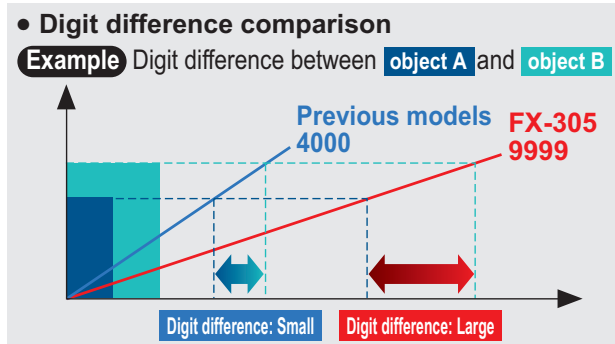 • Digit difference comparison
Example Digit difference between object A and object B
Previous models
4000
FX-305
9999
Digit difference: Small
Digit difference: Large